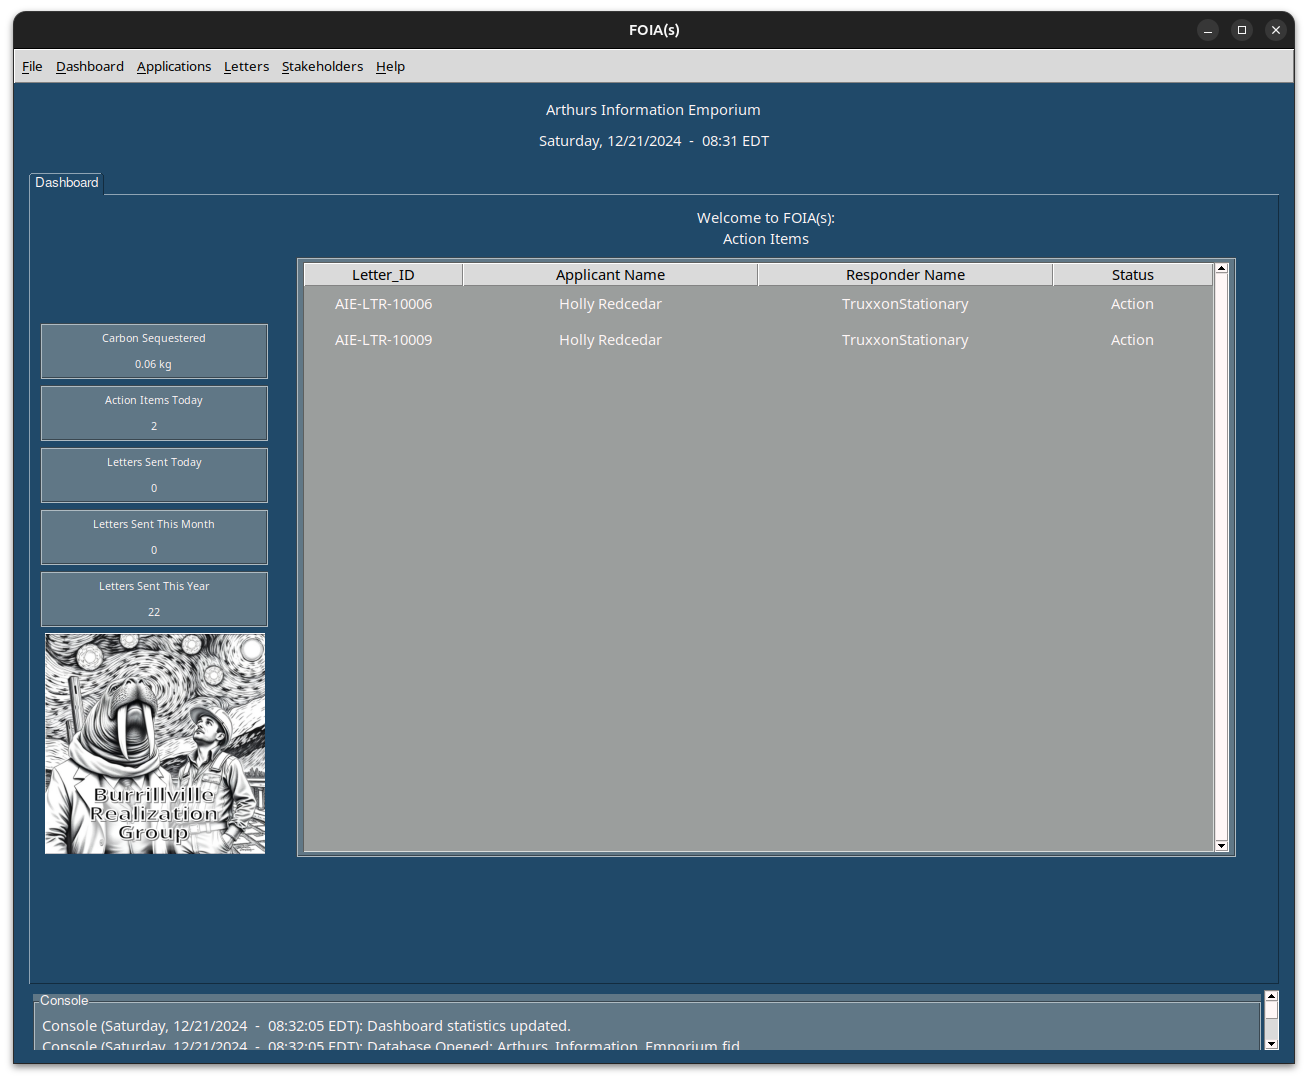 FOIA(s)
File Dashboard Applications Letters Stakeholders Help
Arthurs Information Emporium
Saturday, 12/21/2024 - 08:31 EDT
Dashboard
Welcome to FOIA(s):
Action Items
Letter_ID Applicant Name Responder Name Status
AIE-LTR-10006 Holly Redcedar TruxxonStationary Action
AIE-LTR-10009 Holly Redcedar TruxxonStationary Action
Carbon Sequestered
0.06 kg
Action Items Today
2
Letters Sent Today
0
Letters Sent This Month
0
Letters Sent This Year
22
Burrillville
Realization
Group
Console
Console (Saturday, 12/21/2024 - 08:32:05 EDT): Dashboard statistics updated.
Console (Saturday, 12/21/2024 - 08:32:05 EDT): Database Opened: Arthurs_Information_Emporium.fid